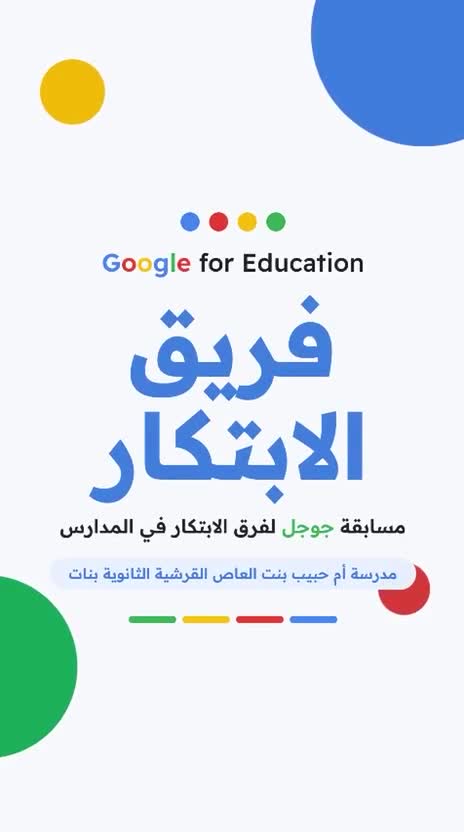 Google for Education
فريق
الابتكار
مسابقة جوجل لفرق الابتكار في المدارس
مدرسة أم حبيب بنت العاص القرشية الثانوية بنات